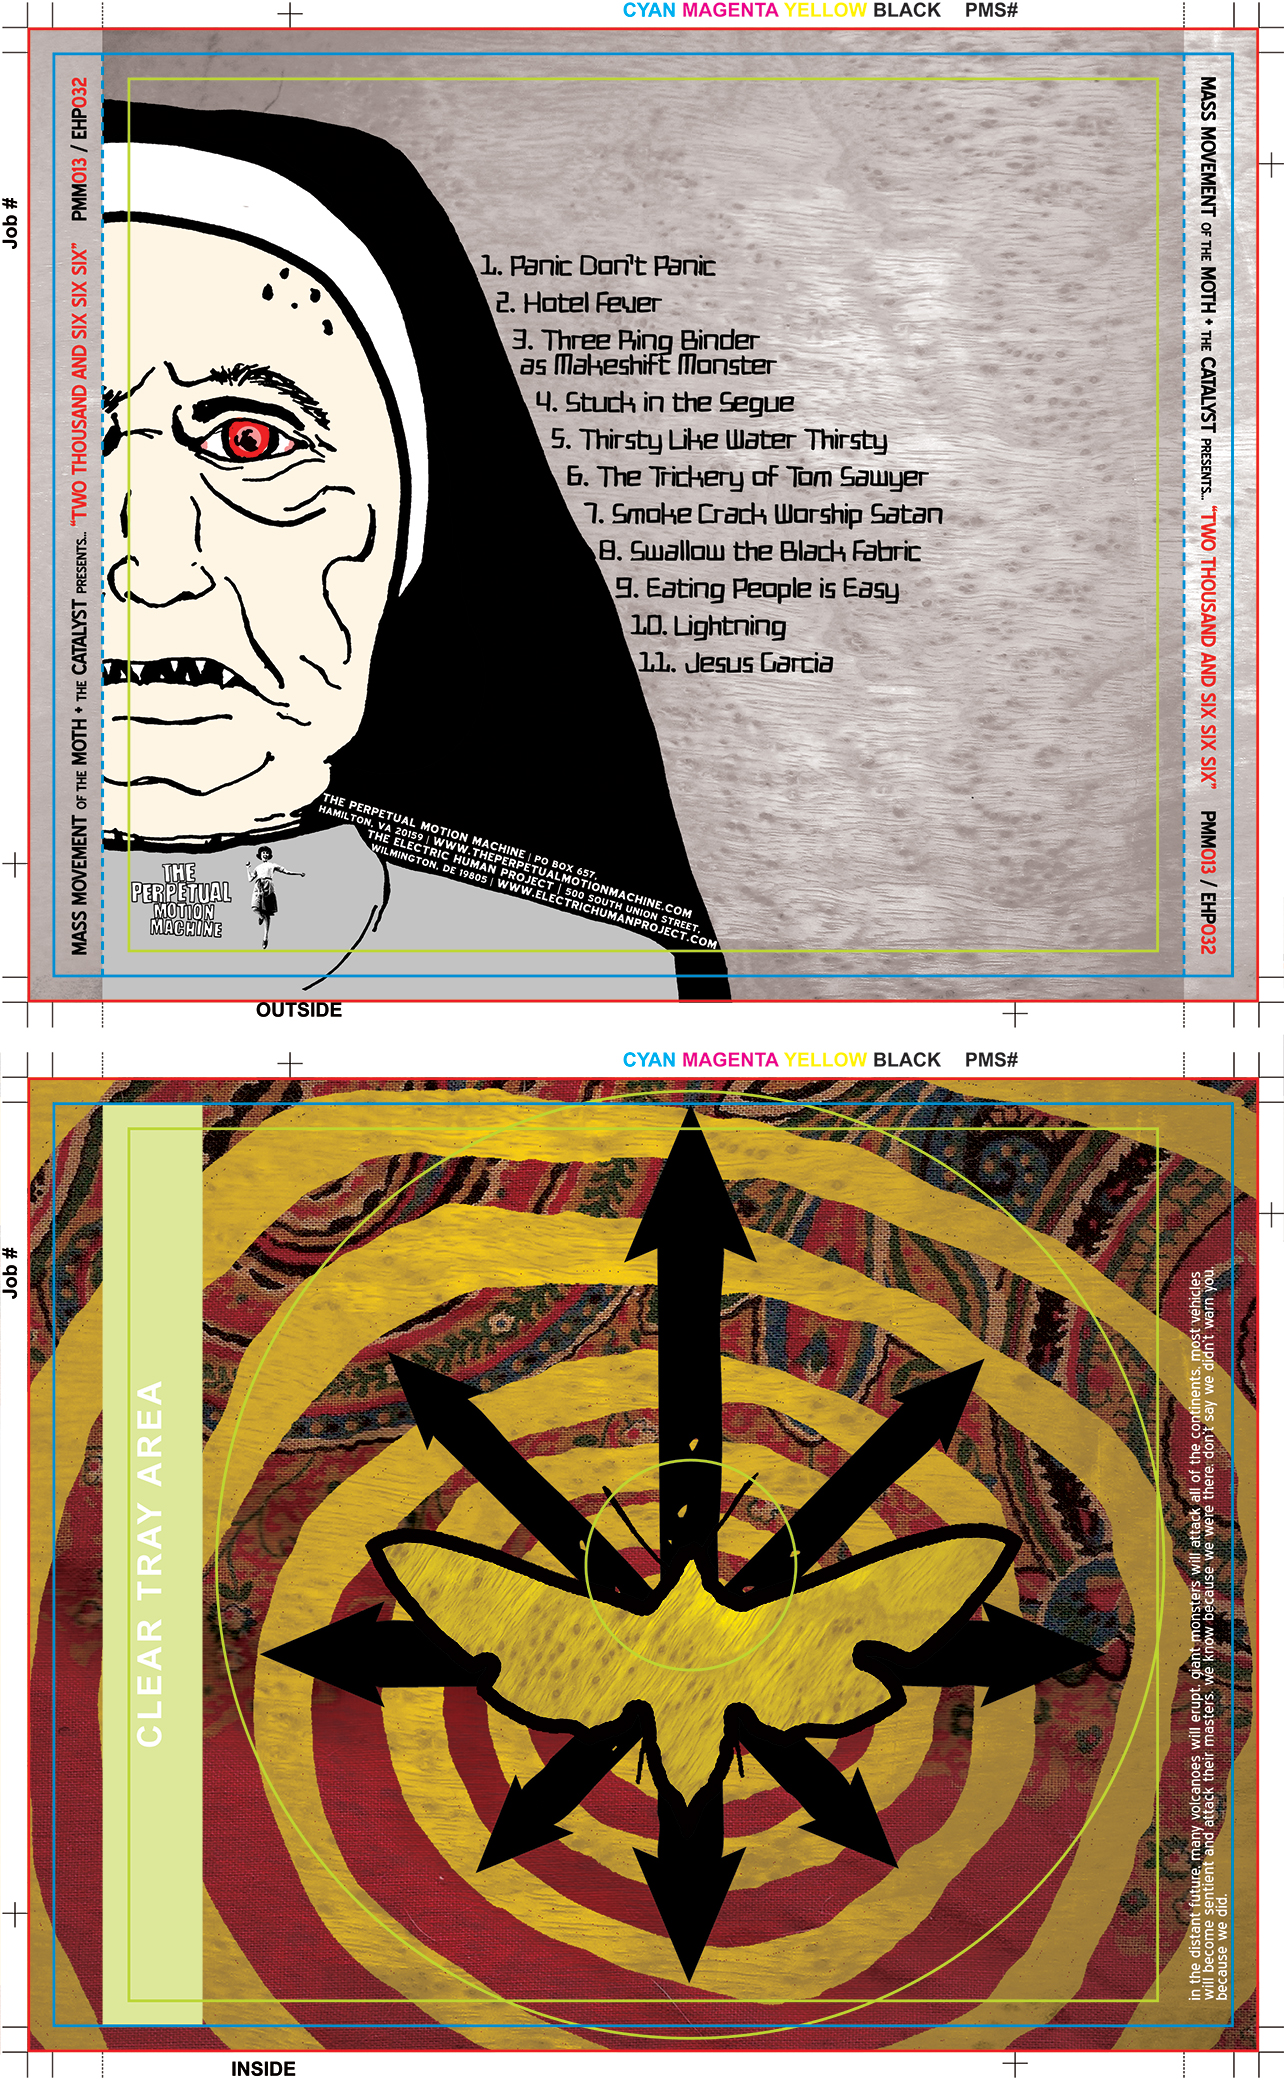 CYAN MAGENTA YELLOW BLACK PMS#
Job #
MASS MOVEMENT OF THE MOTH + THE CATALYST PRESENTS... "TWO THOUSAND AND SIX SIX SIX" PMM013 / EHP032
1. Panic Don't Panic
2. Hotel Fever
3. Three Ring Binder
as Makeshift Monster
4. Stuck in the Segue
5. Thirsty Like Water Thirsty
6. The Trickery of Tom Sawyer
7. Smoke Crack Worship Satan
8. Swallow the Black Fabric
9. Eating People is Easy
10. Lightning
11. Jesus Garcia
THE PERPETUAL MOTION MACHINE | PO BOX 657,
HAMILTON, VA 20159 | WWW.THEPERPETUALMOTIONMACHINE.COM
THE ELECTRIC HUMAN PROJECT | 500 SOUTH UNION STREET,
WILMINGTON, DE 19805 | WWW.ELECTRICHUMANPROJECT.COM
THE
PERPETUAL
MOTION
MACHINE
MASS MOVEMENT OF THE MOTH + THE CATALYST PRESENTS... "TWO THOUSAND AND SIX SIX SIX" PMM013 / EHP032
OUTSIDE
CYAN MAGENTA YELLOW BLACK PMS#
Job #
CLEAR TRAY AREA
in the distant future, many volcanoes will erupt. giant monsters will attack all of the continents. most vehicles
will become sentient and attack their masters. we know because we were there. don't say we didn't warn you.
because we did.
INSIDE